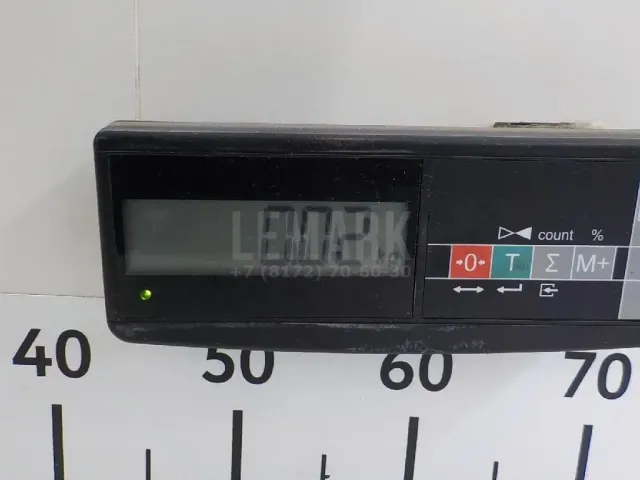 LEMARK
+7 (8172) 70-60-30
count %
→0← T Σ M+
40 50 60 70